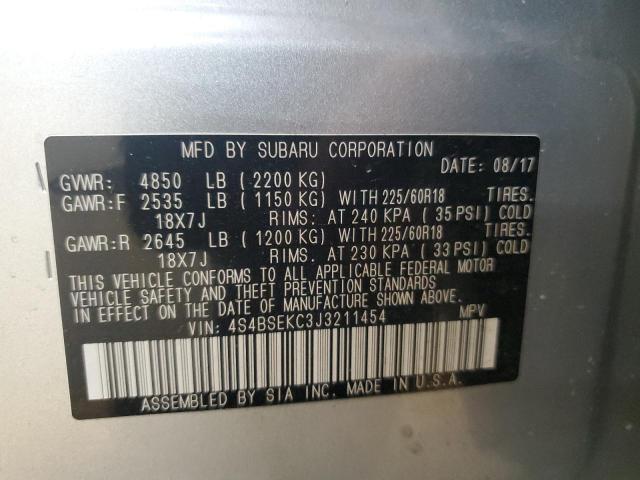 MFD BY SUBARU CORPORATION
DATE: 08/17
GVWR: 4850 LB ( 2200 KG)
GAWR:F 2535 LB ( 1150 KG) WITH 225/60R18 TIRES.
18X7J RIMS: AT 240 KPA ( 35 PSI) COLD
GAWR:R 2645 LB ( 1200 KG) WITH 225/60R18 TIRES.
18X7J RIMS: AT 230 KPA ( 33 PSI) COLD
THIS VEHICLE CONFORMS TO ALL APPLICABLE FEDERAL MOTOR
VEHICLE SAFETY AND THEFT PREVENTION STANDARDS
IN EFFECT ON THE DATE OF MANUFACTURE SHOWN ABOVE.
VIN: 4S4BSEKC3J3211454 MPV
ASSEMBLED BY SIA INC. MADE IN U.S.A.